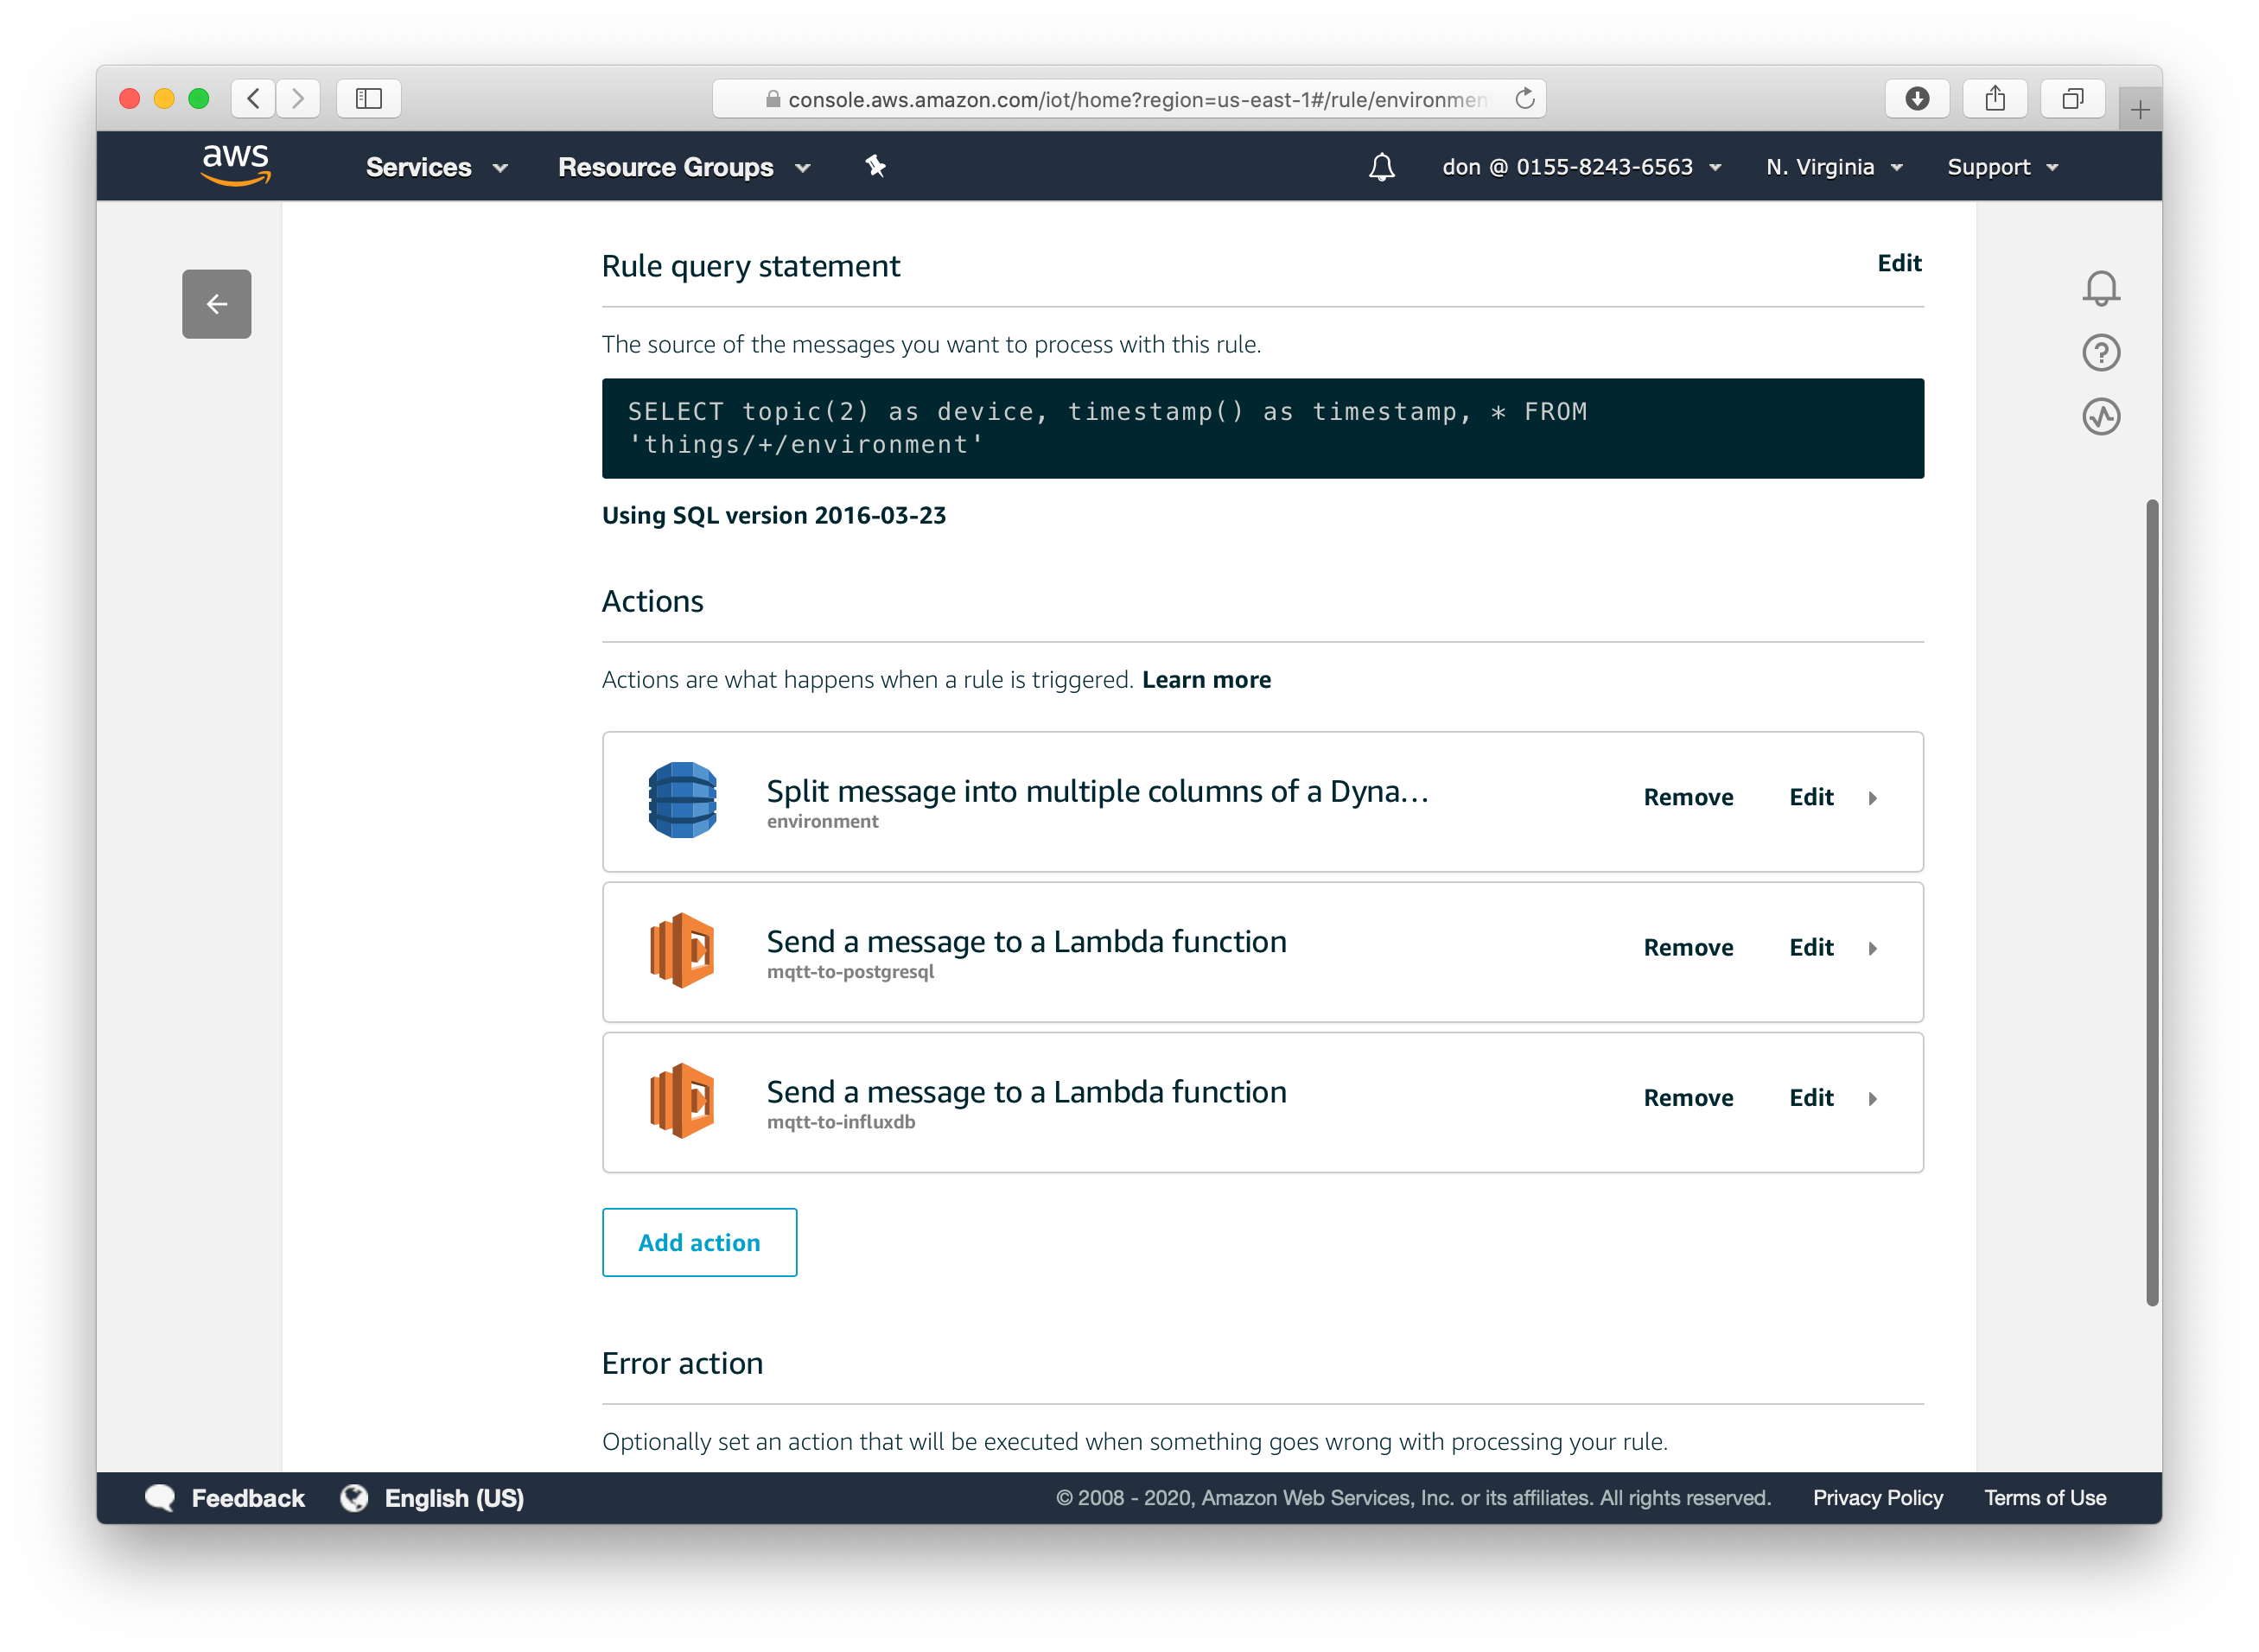 console.aws.amazon.com/iot/home?region=us-east-1#/rule/environmen
aws Services Resource Groups don @ 0155-8243-6563 N. Virginia Support
Rule query statement Edit
The source of the messages you want to process with this rule.
SELECT topic(2) as device, timestamp() as timestamp, * FROM
'things/+/environment'
Using SQL version 2016-03-23
Actions
Actions are what happens when a rule is triggered. Learn more
Split message into multiple columns of a Dyna...
environment
Remove Edit
Send a message to a Lambda function
mqtt-to-postgresql
Remove Edit
Send a message to a Lambda function
mqtt-to-influxdb
Remove Edit
Add action
Error action
Optionally set an action that will be executed when something goes wrong with processing your rule.
Feedback English (US) © 2008 - 2020, Amazon Web Services, Inc. or its affiliates. All rights reserved. Privacy Policy Terms of Use